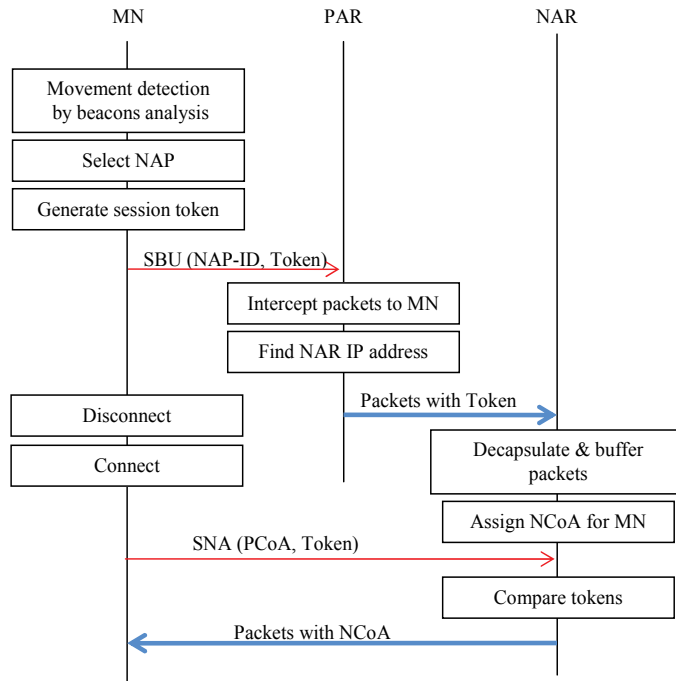 MN PAR NAR
Movement detection
by beacons analysis
Select NAP
Generate session token
SBU (NAP-ID, Token)
Intercept packets to MN
Find NAR IP address
Packets with Token
Disconnect
Decapsulate & buffer
packets
Connect
Assign NCoA for MN
SNA (PCoA, Token)
Compare tokens
Packets with NCoA